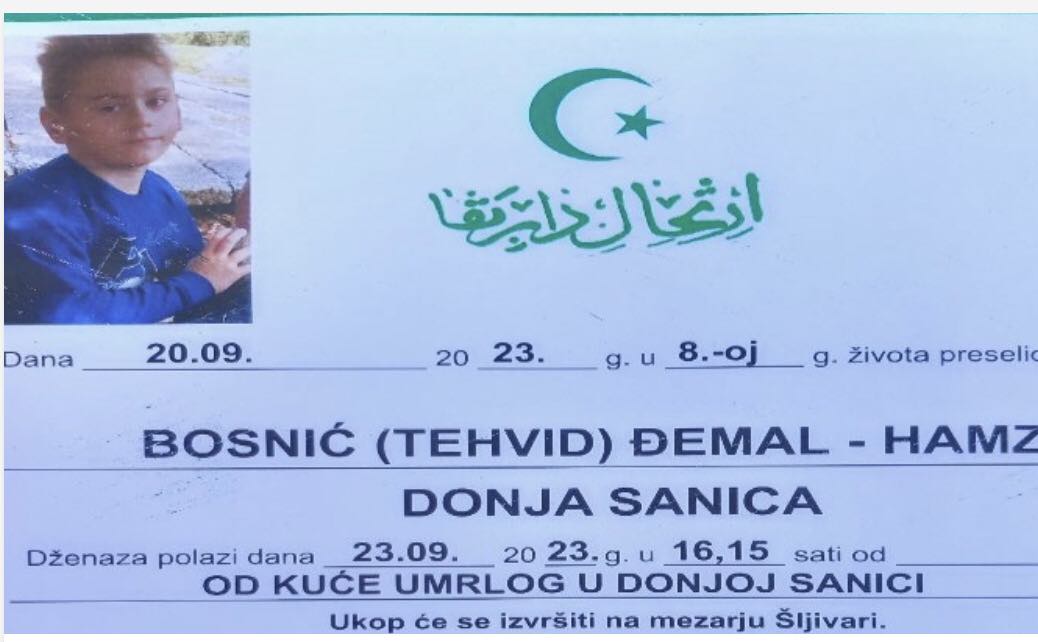 Dana 20.09. 20 23. g. u 8.-oj g. života
BOSNIĆ (TEHVID) ĐEMAL -
DONJA SANICA
Dženaza polazi dana 23.09. 20 23. g. u 16,15 sati od
OD KUĆE UMRLOG U DONJOJ SANICI
Ukop će se izvršiti na mezarju Šljivari.